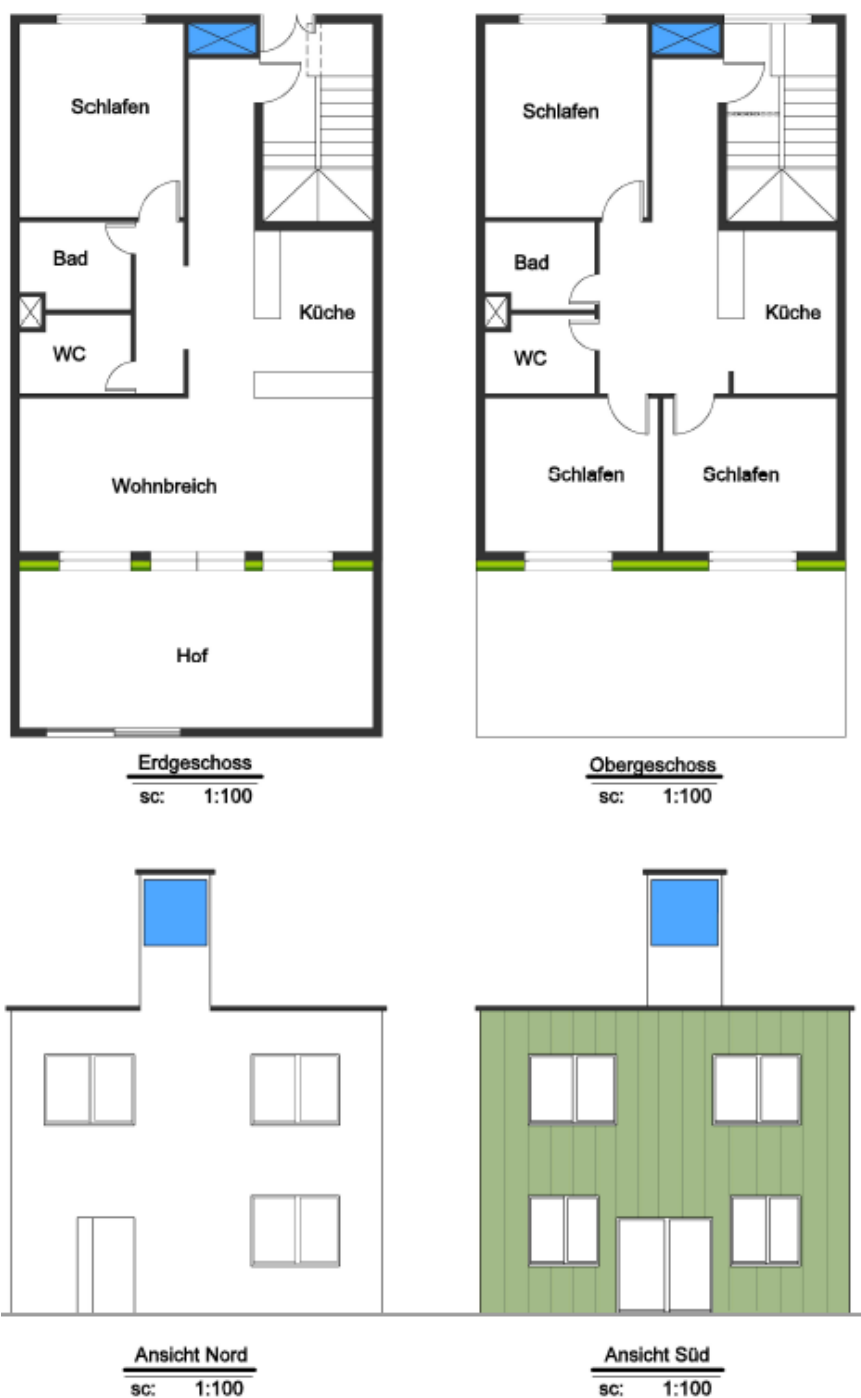 Schlafen
Bad
WC
Küche
Wohnbreich
Hof
Erdgeschoss
sc: 1:100
Schlafen
Bad
WC
Küche
Schlafen
Schlafen
Obergeschoss
sc: 1:100
Ansicht Nord
sc: 1:100
Ansicht Süd
sc: 1:100